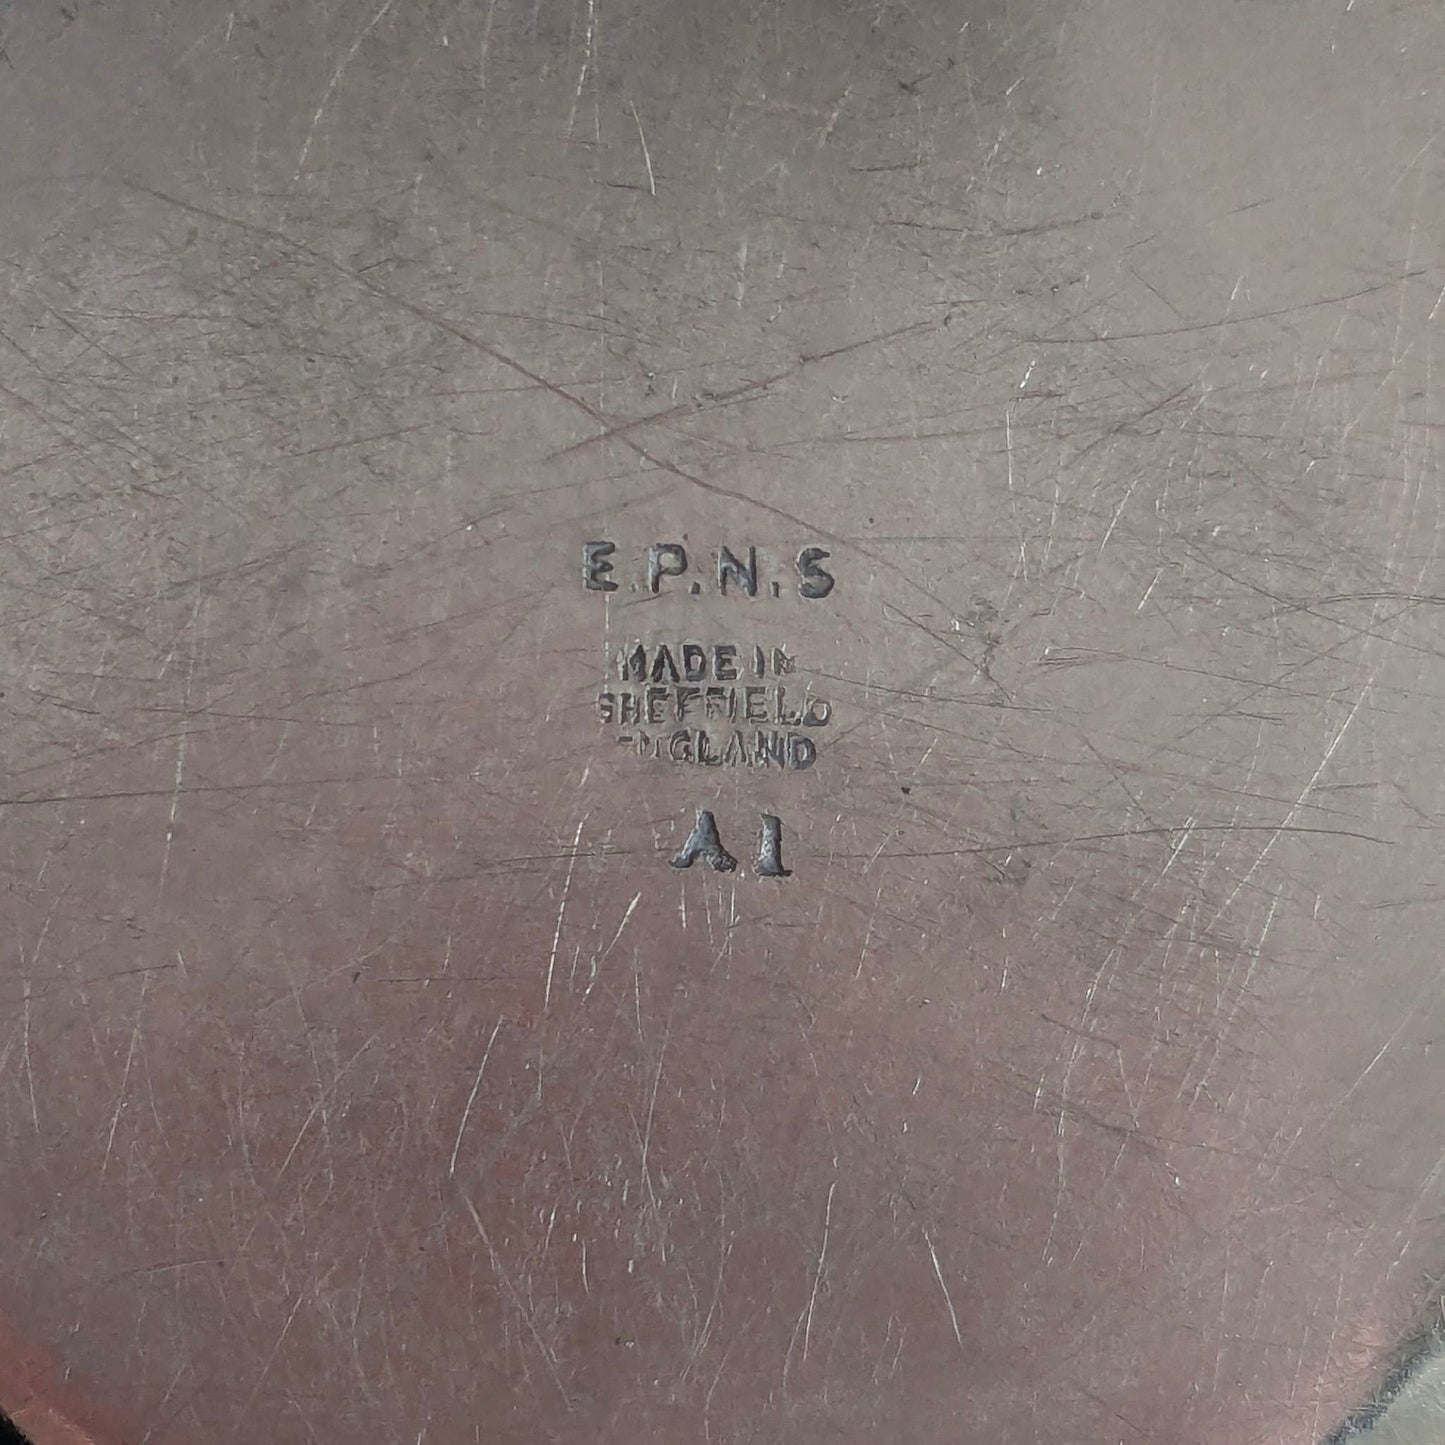 E.P.N.S
MADE IN
SHEFFIELD
ENGLAND
A1